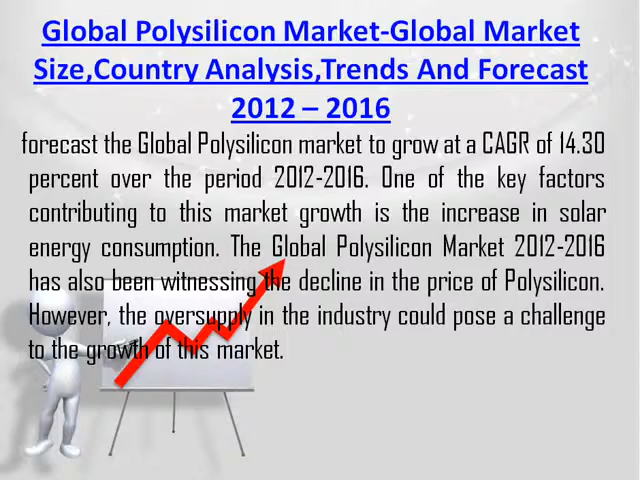 Global Polysilicon Market-Global Market
Size,Country Analysis,Trends And Forecast
2012 – 2016
forecast the Global Polysilicon market to grow at a CAGR of 14.30
percent over the period 2012-2016. One of the key factors
contributing to this market growth is the increase in solar
energy consumption. The Global Polysilicon Market 2012-2016
has also been witnessing the decline in the price of Polysilicon.
However, the oversupply in the industry could pose a challenge
to the growth of this market.